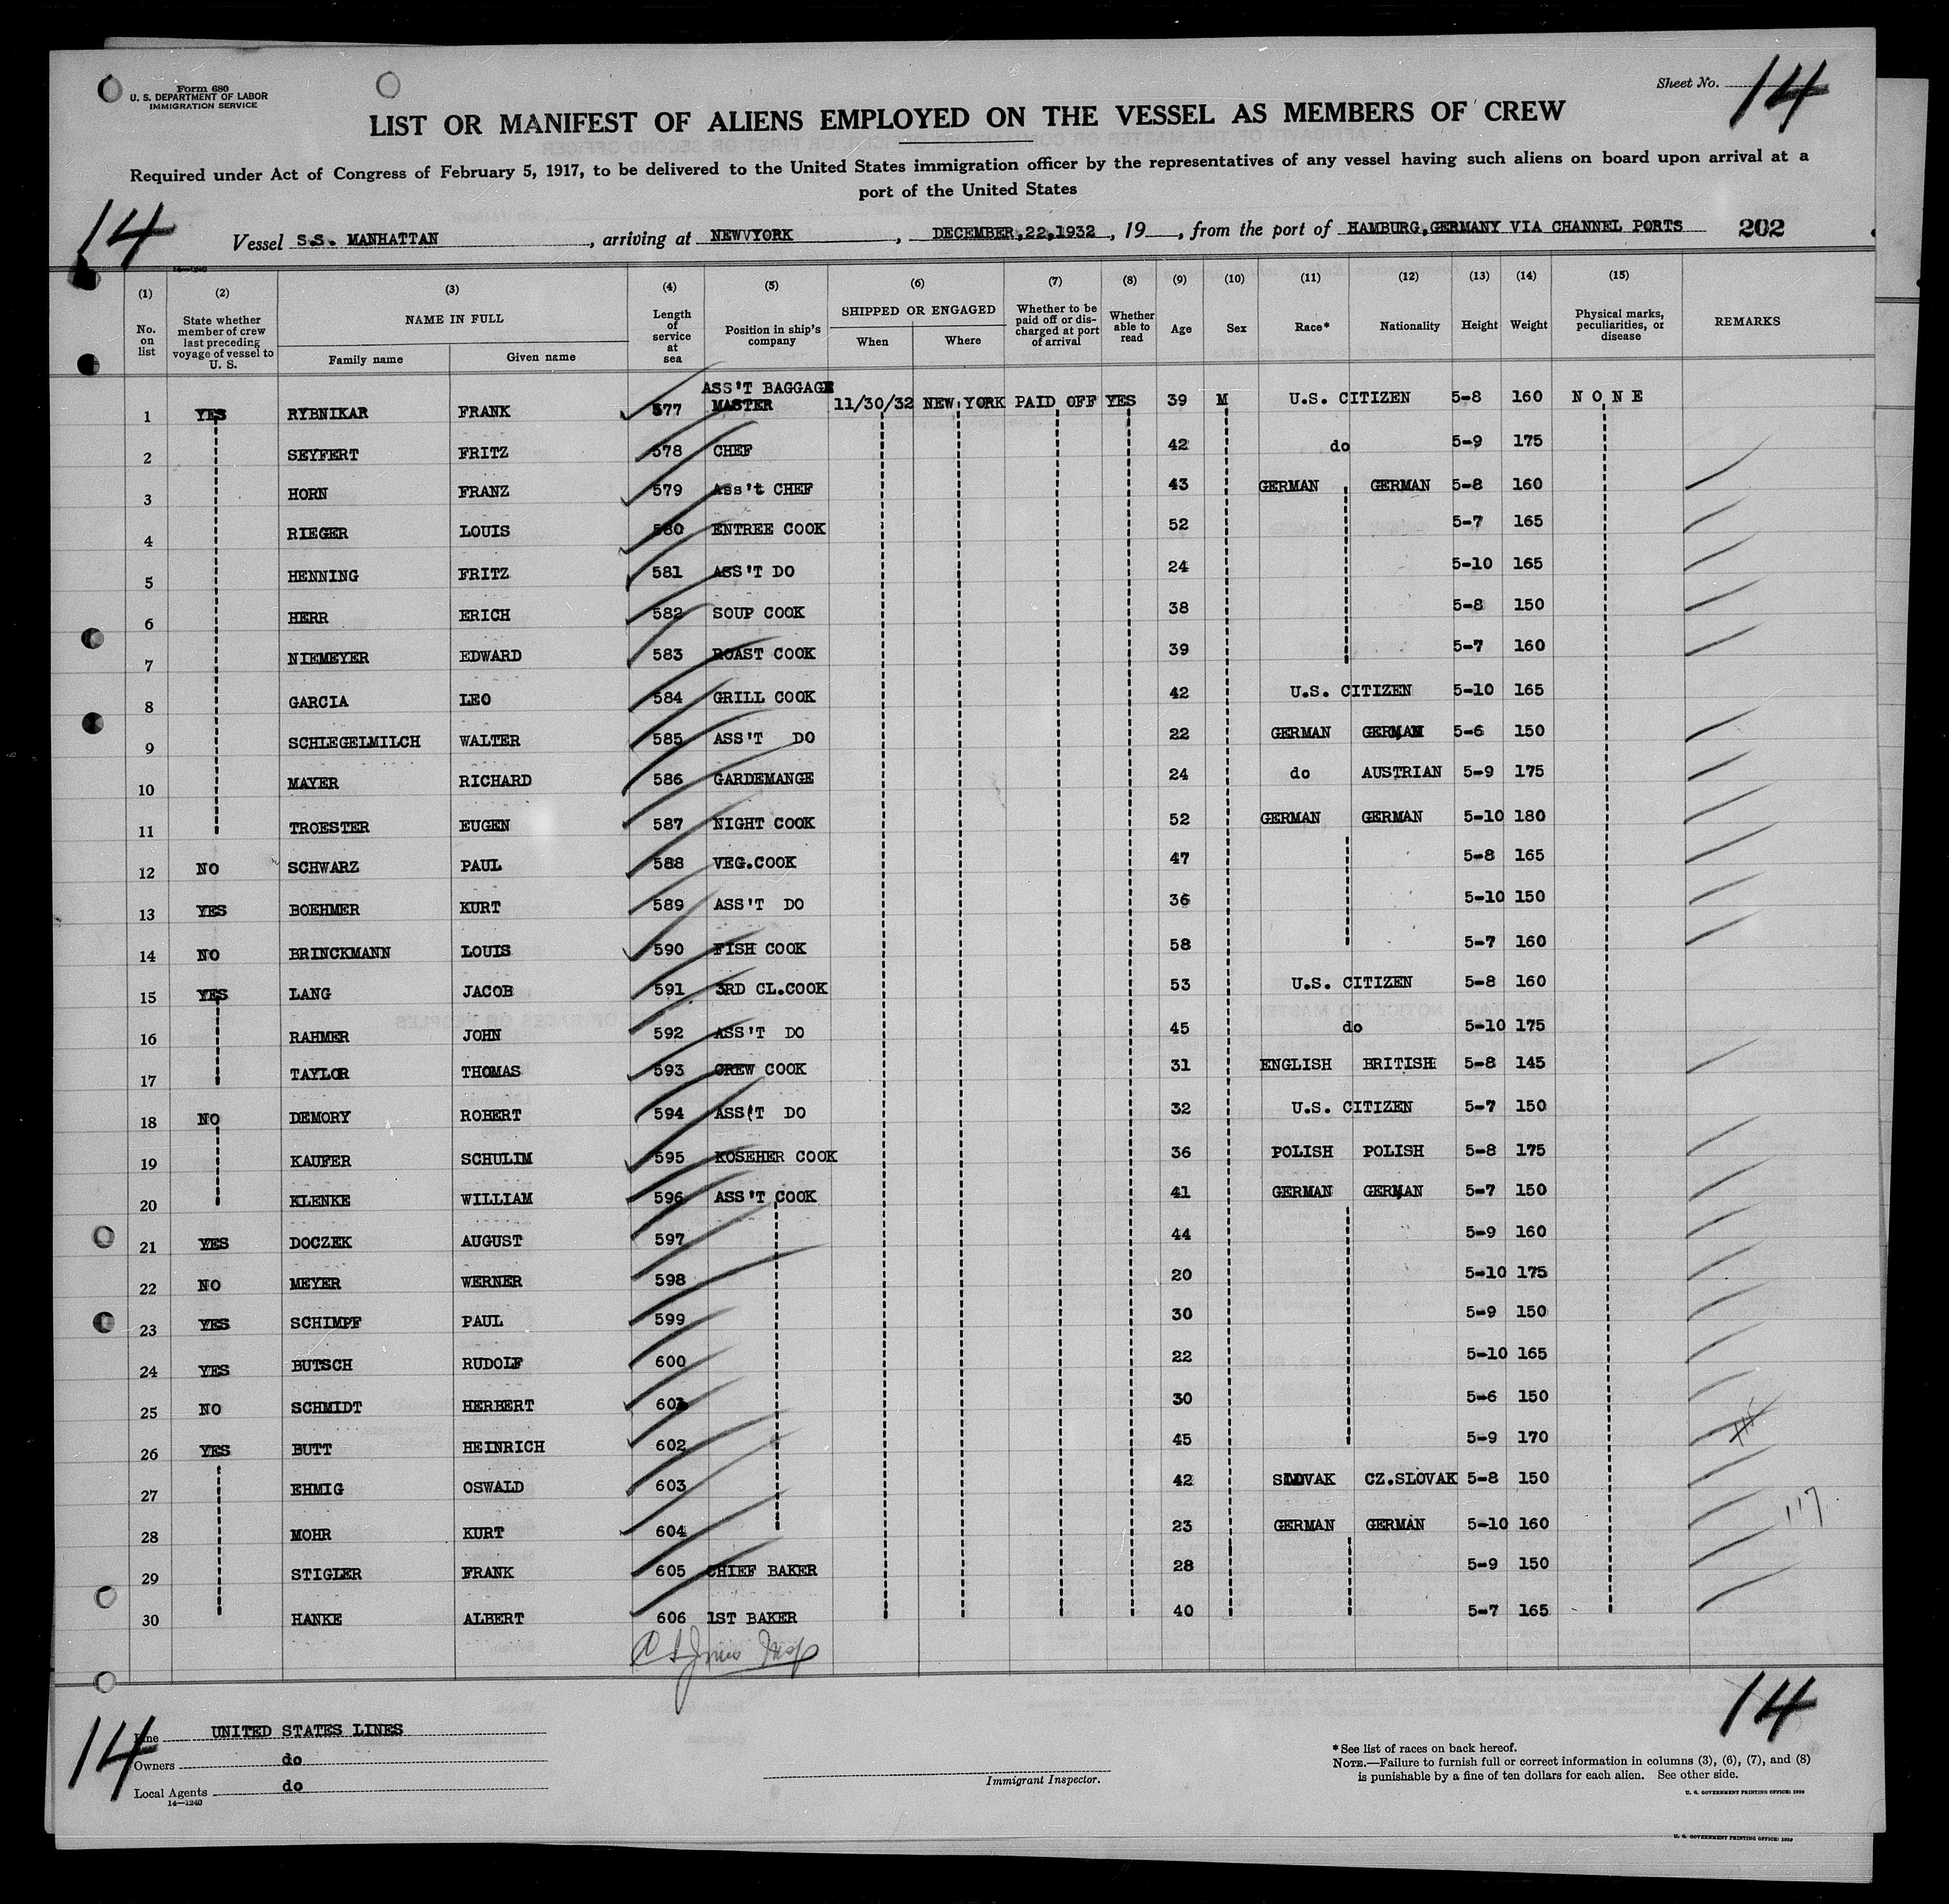 Form 680
U. S. DEPARTMENT OF LABOR
IMMIGRATION SERVICE
Sheet No. 14
LIST OR MANIFEST OF ALIENS EMPLOYED ON THE VESSEL AS MEMBERS OF CREW
Required under Act of Congress of February 5, 1917, to be delivered to the United States immigration officer by the representatives of any vessel having such aliens on board upon arrival at a
port of the United States
14
Vessel S.S. MANHATTAN, arriving at NEWVYORK, DECEMBER,22,1932, 19, from the port of HAMBURG,GERMANY VIA CHANNEL PORTS 202
14—1240
(1) (2) (3) (4) (5) (6) (7) (8) (9) (10) (11) (12) (13) (14) (15)
No. on list State whether member of crew last preceding voyage of vessel to U. S. NAME IN FULL Family name Given name Length of service at sea Position in ship's company SHIPPED OR ENGAGED When Where Whether to be paid off or discharged at port of arrival Whether able to read Age Sex Race* Nationality Height Weight Physical marks, peculiarities, or disease REMARKS
1 YES RYBNIKAR FRANK 577 ASS'T BAGGAGE MASTER 11/30/32 NEW YORK PAID OFF YES 39 M U.S. CITIZEN 5-8 160 NONE
2 SEYFERT FRITZ 578 CHEF 42 do 5-9 175
3 HORN FRANZ 579 Ass't CHEF 43 GERMAN GERMAN 5-8 160
4 RIEGER LOUIS 580 ENTREE COOK 52 5-7 165
5 HENNING FRITZ 581 ASS'T DO 24 5-10 165
6 HERR ERICH 582 SOUP COOK 38 5-8 150
7 NIEMEYER EDWARD 583 ROAST COOK 39 5-7 160
8 GARCIA LEO 584 GRILL COOK 42 U.S. CITIZEN 5-10 165
9 SCHLEGELMILCH WALTER 585 ASS'T DO 22 GERMAN GERMAN 5-6 150
10 MAYER RICHARD 586 GARDEMANGE 24 do AUSTRIAN 5-9 175
11 TROESTER EUGEN 587 NIGHT COOK 52 GERMAN GERMAN 5-10 180
12 NO SCHWARZ PAUL 588 VEG.COOK 47 5-8 165
13 YES BOEHMER KURT 589 ASS'T DO 36 5-10 150
14 NO BRINCKMANN LOUIS 590 FISH COOK 58 5-7 160
15 YES LANG JACOB 591 3RD CL.COOK 53 U.S. CITIZEN 5-8 160
16 RAHMER JOHN 592 ASS'T DO 45 do 5-10 175
17 TAYLOR THOMAS 593 CREW COOK 31 ENGLISH BRITISH 5-8 145
18 NO DEMORY ROBERT 594 ASS(T DO 32 U.S. CITIZEN 5-7 150
19 KAUFER SCHULIM 595 KOSEHER COOK 36 POLISH POLISH 5-8 175
20 KLENKE WILLIAM 596 ASS'T COOK 41 GERMAN GERMAN 5-7 150
21 YES DOCZEK AUGUST 597 44 5-9 160
22 NO MEYER WERNER 598 20 5-10 175
23 YES SCHIMPF PAUL 599 30 5-9 150
24 YES BUTSCH RUDOLF 600 22 5-10 165
25 NO SCHMIDT HERBERT 601 30 5-6 150
26 YES BUTT HEINRICH 602 45 5-9 170
27 EHMIG OSWALD 603 42 SLOVAK CZ.SLOVAK 5-8 150
28 MOHR KURT 604 23 GERMAN GERMAN 5-10 160
29 STIGLER FRANK 605 CHIEF BAKER 28 5-9 150
30 HANKE ALBERT 606 1ST BAKER 40 5-7 165
14
14
Line UNITED STATES LINES
Owners do
Local Agents do
14—1240
Immigrant Inspector.
* See list of races on back hereof.
NOTE.—Failure to furnish full or correct information in columns (3), (6), (7), and (8)
is punishable by a fine of ten dollars for each alien. See other side.
U. S. GOVERNMENT PRINTING OFFICE: 1929
U. S. GOVERNMENT PRINTING OFFICE: 1929